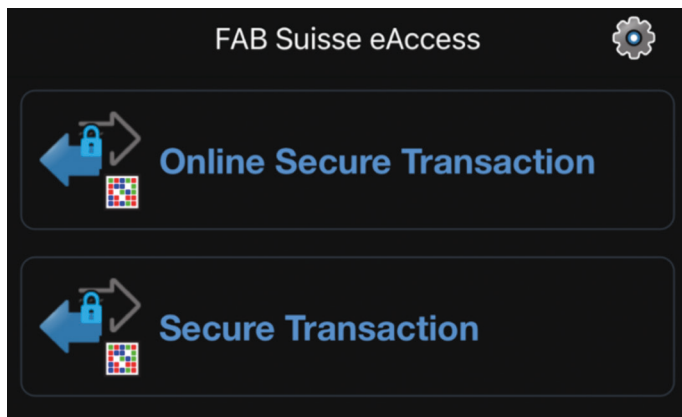 FAB Suisse eAccess
Online Secure Transaction
Secure Transaction